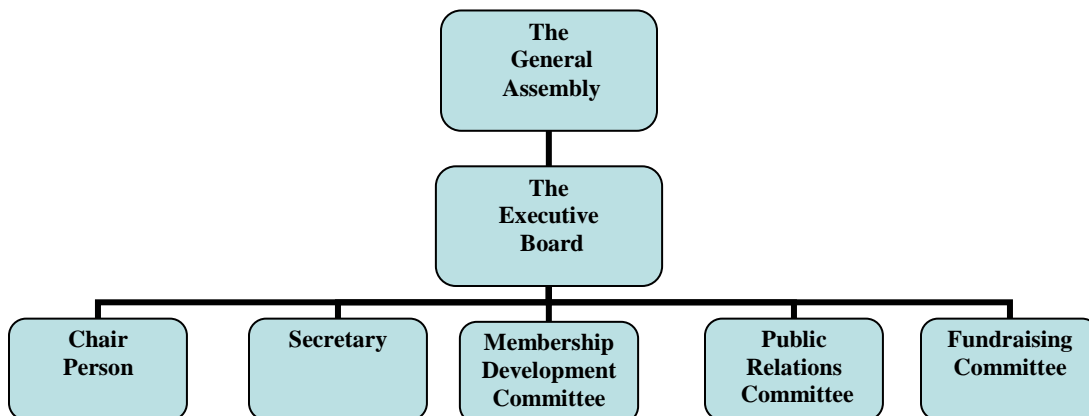 The
General
Assembly
The
Executive
Board
Chair
Person
Secretary
Membership
Development
Committee
Public
Relations
Committee
Fundraising
Committee